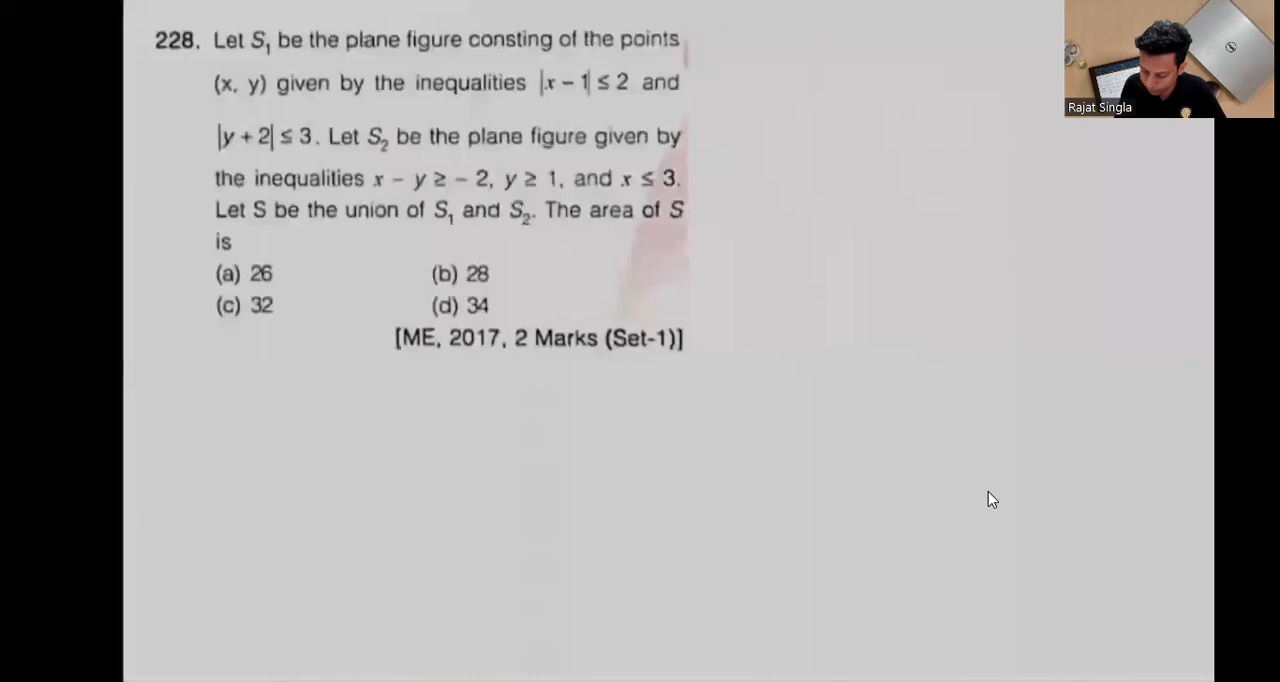 228. Let S₁ be the plane figure consting of the points
(x, y) given by the inequalities |x – 1| ≤ 2 and
|y + 2| ≤ 3. Let S₂ be the plane figure given by
the inequalities x – y ≥ – 2, y ≥ 1, and x ≤ 3.
Let S be the union of S₁ and S₂. The area of S
is
(a) 26 (b) 28
(c) 32 (d) 34
[ME, 2017, 2 Marks (Set-1)]
Rajat Singla